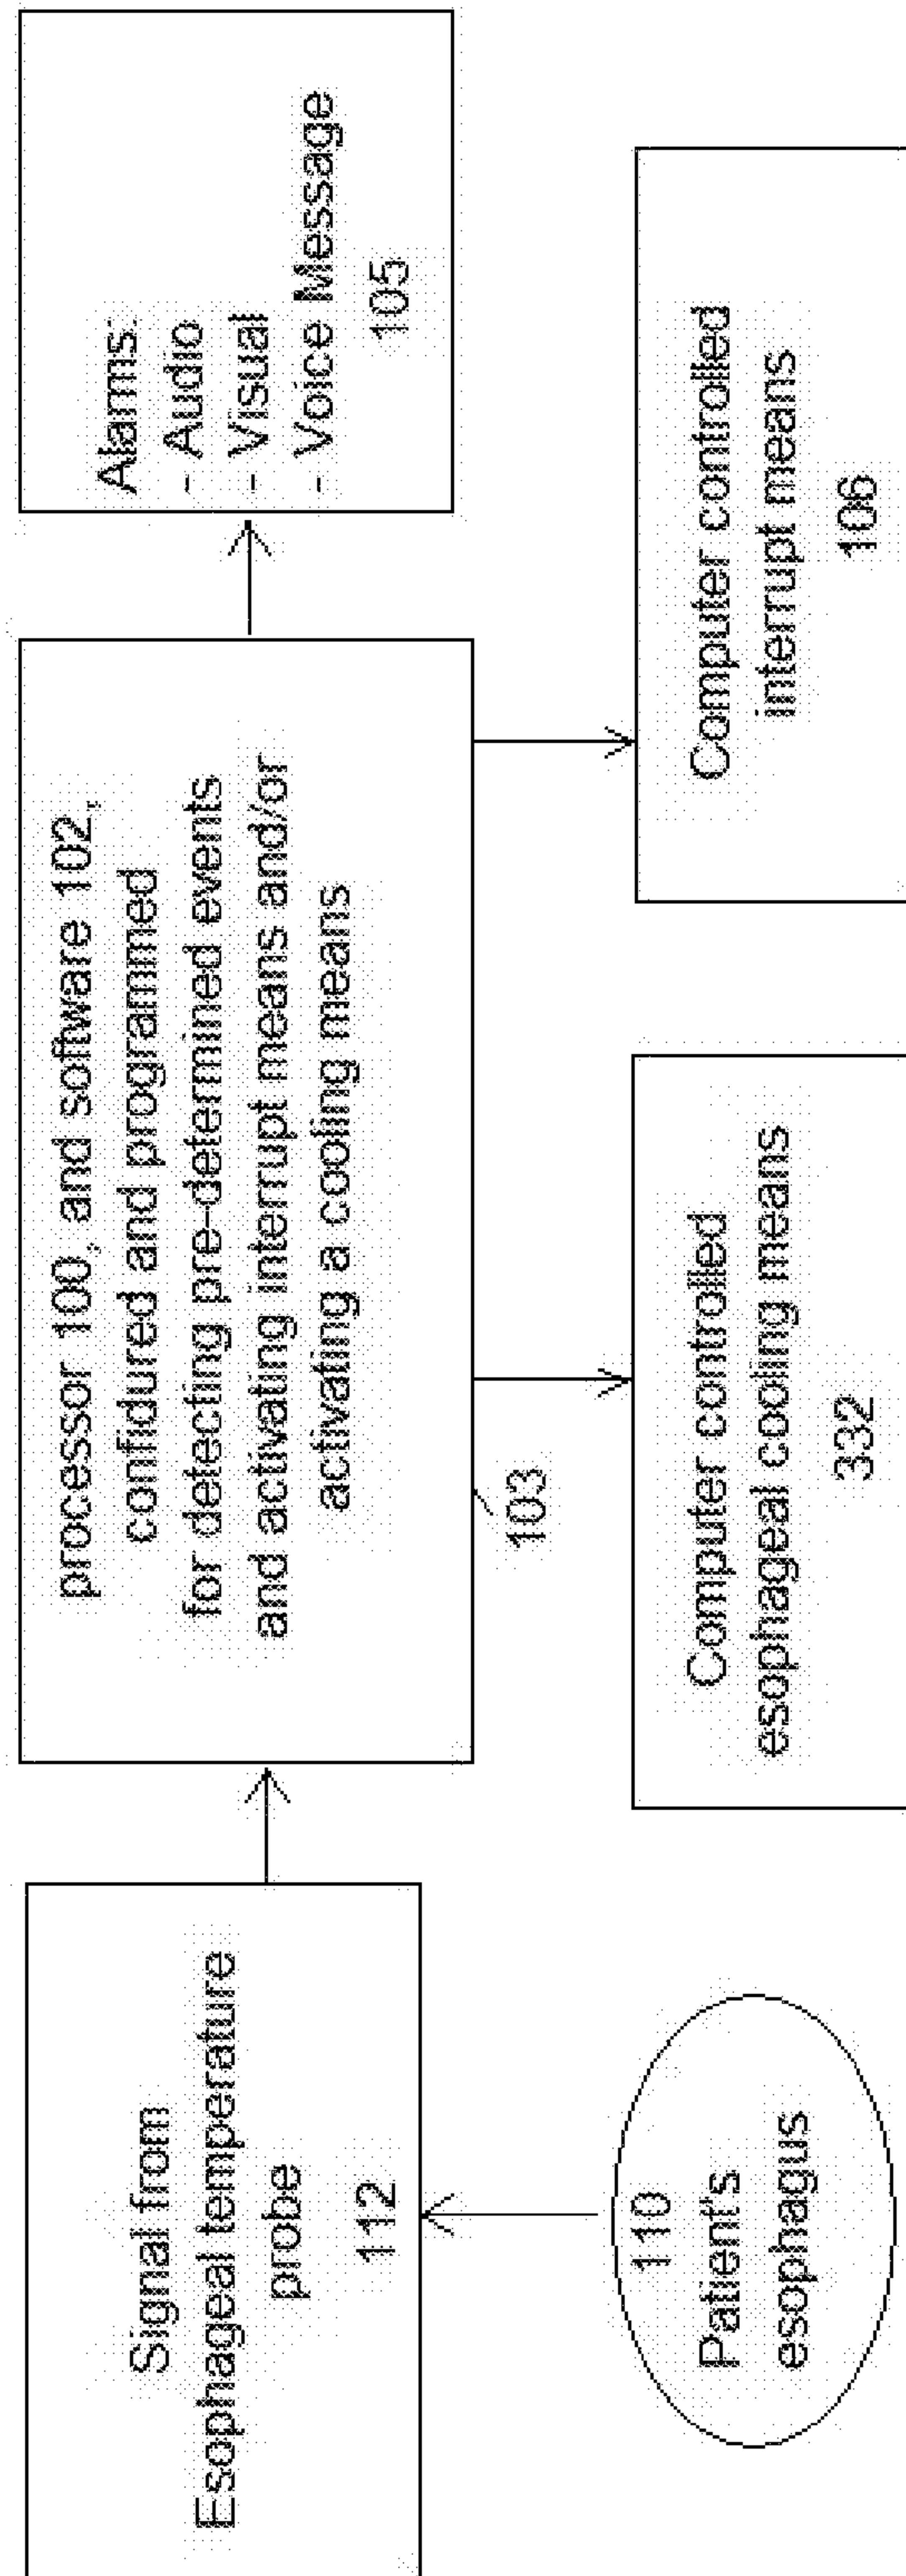 Signal from
Esophageal temperature
probe
112
110
Patient's
esophagus
processor 100, and software 102,
confidured and programmed
for detecting pre-determined events
and activating interrupt means and/or
activating a cooling means
103
Computer controlled
esophageal cooling means
332
Alarms:
- Audio
- Visual
- Voice Message
105
Computer controlled
interrupt means
106